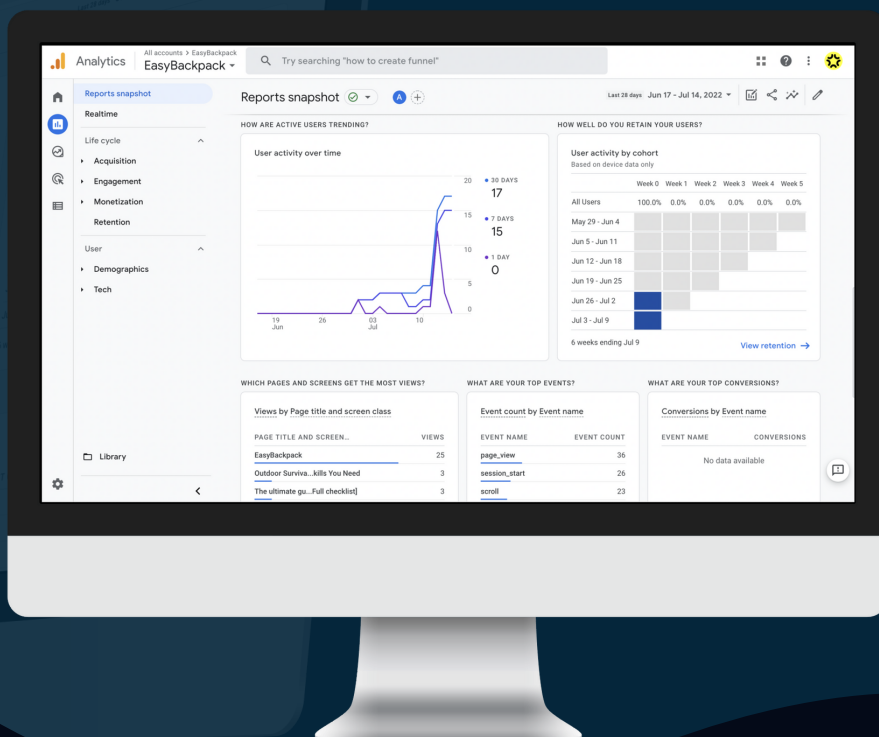 All accounts > EasyBackpack
Analytics
EasyBackpack
Try searching "how to create funnel"
Reports snapshot
Realtime
Life cycle
Acquisition
Engagement
Monetization
Retention
User
Demographics
Tech
Library
Reports snapshot
A
Last 28 days Jun 17 - Jul 14, 2022
HOW ARE ACTIVE USERS TRENDING?
User activity over time
20
15
10
5
0
19 Jun
26
03 Jul
10
30 DAYS
17
7 DAYS
15
1 DAY
0
HOW WELL DO YOU RETAIN YOUR USERS?
User activity by cohort
Based on device data only
Week 0 Week 1 Week 2 Week 3 Week 4 Week 5
All Users 100.0% 0.0% 0.0% 0.0% 0.0% 0.0%
May 29 - Jun 4
Jun 5 - Jun 11
Jun 12 - Jun 18
Jun 19 - Jun 25
Jun 26 - Jul 2
Jul 3 - Jul 9
6 weeks ending Jul 9
View retention
WHICH PAGES AND SCREENS GET THE MOST VIEWS?
Views by Page title and screen class
PAGE TITLE AND SCREEN... VIEWS
EasyBackpack 25
Outdoor Surviva...kills You Need 3
The ultimate gu...Full checklist] 3
WHAT ARE YOUR TOP EVENTS?
Event count by Event name
EVENT NAME EVENT COUNT
page_view 36
session_start 26
scroll 23
WHAT ARE YOUR TOP CONVERSIONS?
Conversions by Event name
EVENT NAME CONVERSIONS
No data available